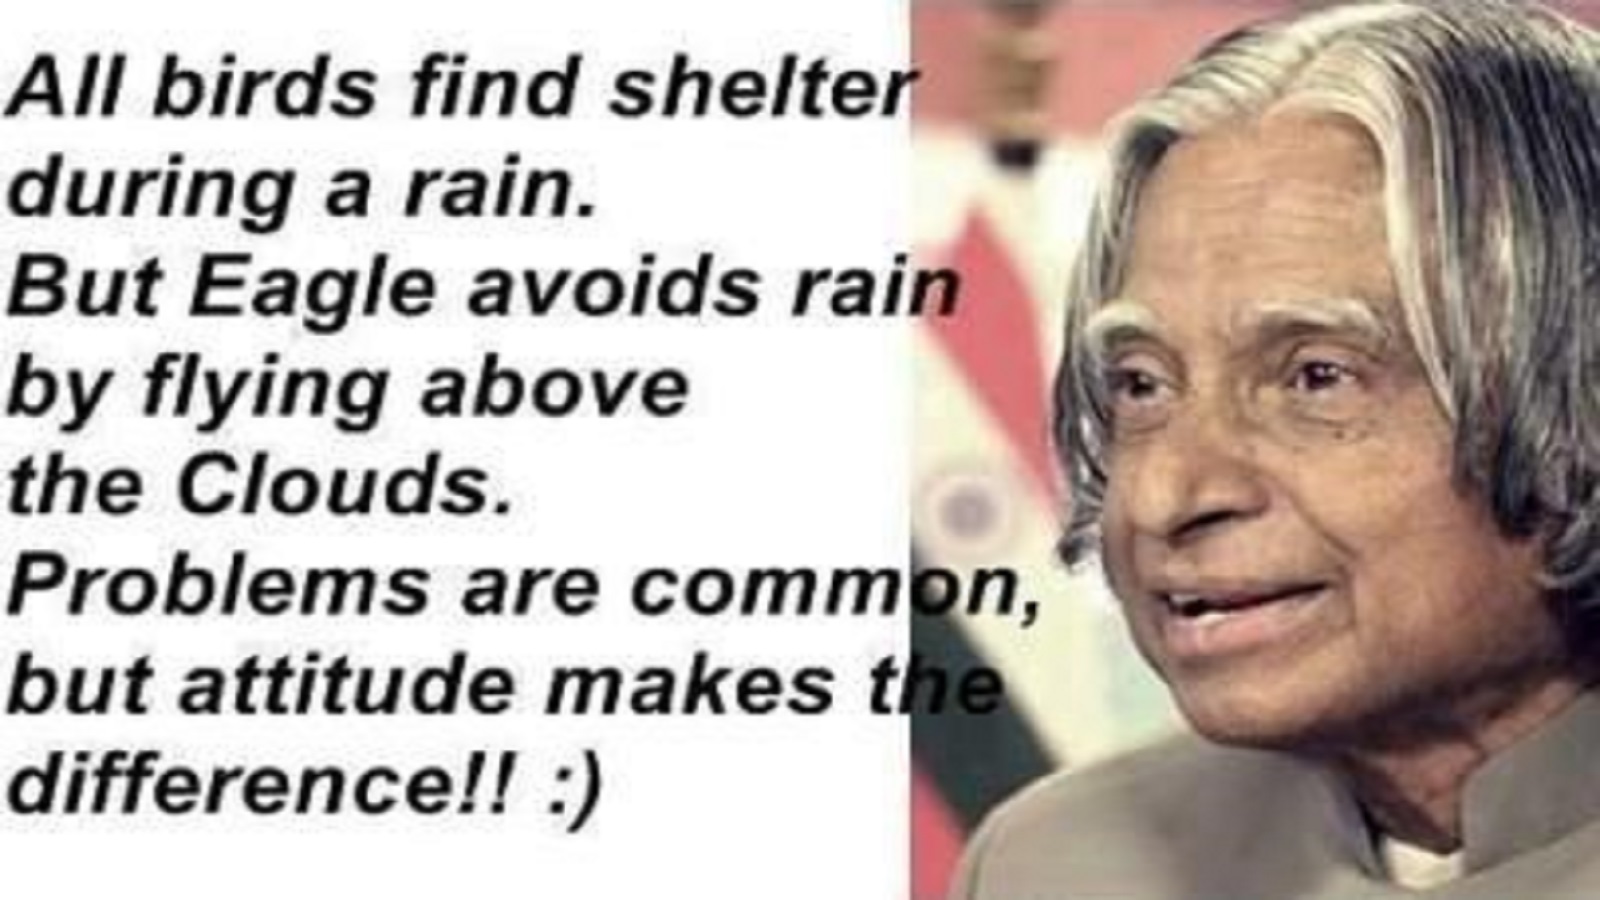 All birds find shelter
during a rain.
But Eagle avoids rain
by flying above
the Clouds.
Problems are common,
but attitude makes the
difference!! :)